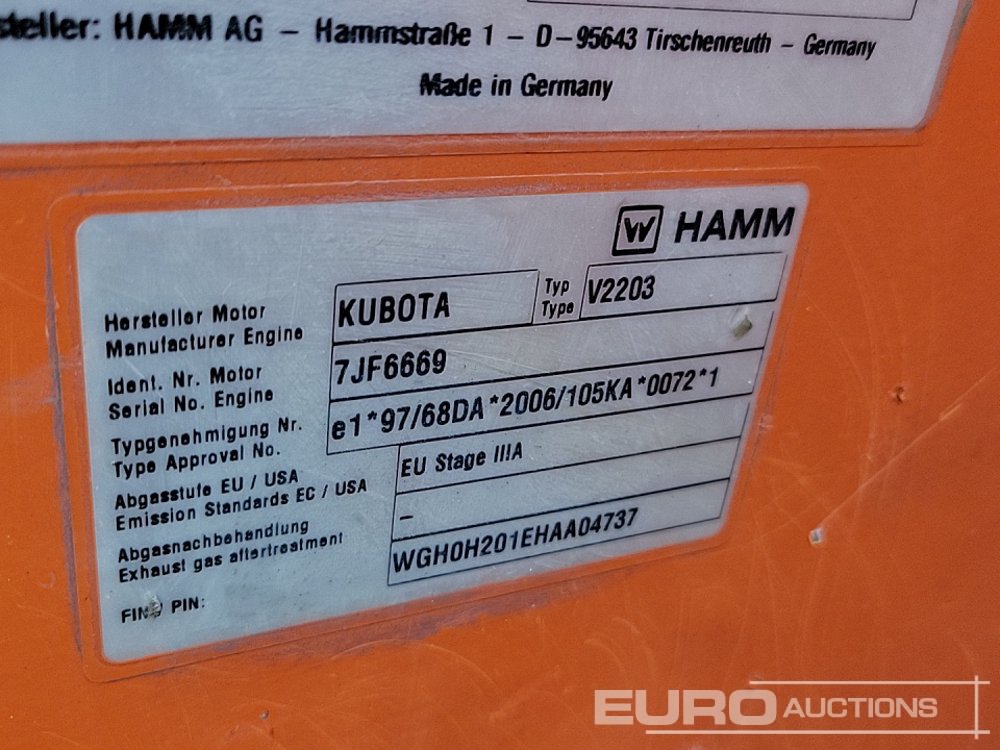 steller: HAMM AG – Hammstraße 1 – D–95643 Tirschenreuth – Germany
Made in Germany
W HAMM
Hersteller Motor
Manufacturer Engine
KUBOTA
Typ
Type
V2203
Ident. Nr. Motor
Serial No. Engine
7JF6669
Typgenehmigung Nr.
Type Approval No.
e1*97/68DA*2006/105KA*0072*1
Abgasstufe EU / USA
Emission Standards EC / USA
EU Stage IIIA
Abgasnachbehandlung
Exhaust gas aftertreatment
–
FIN PIN:
WGH0H201EHAA04737
EURO AUCTIONS